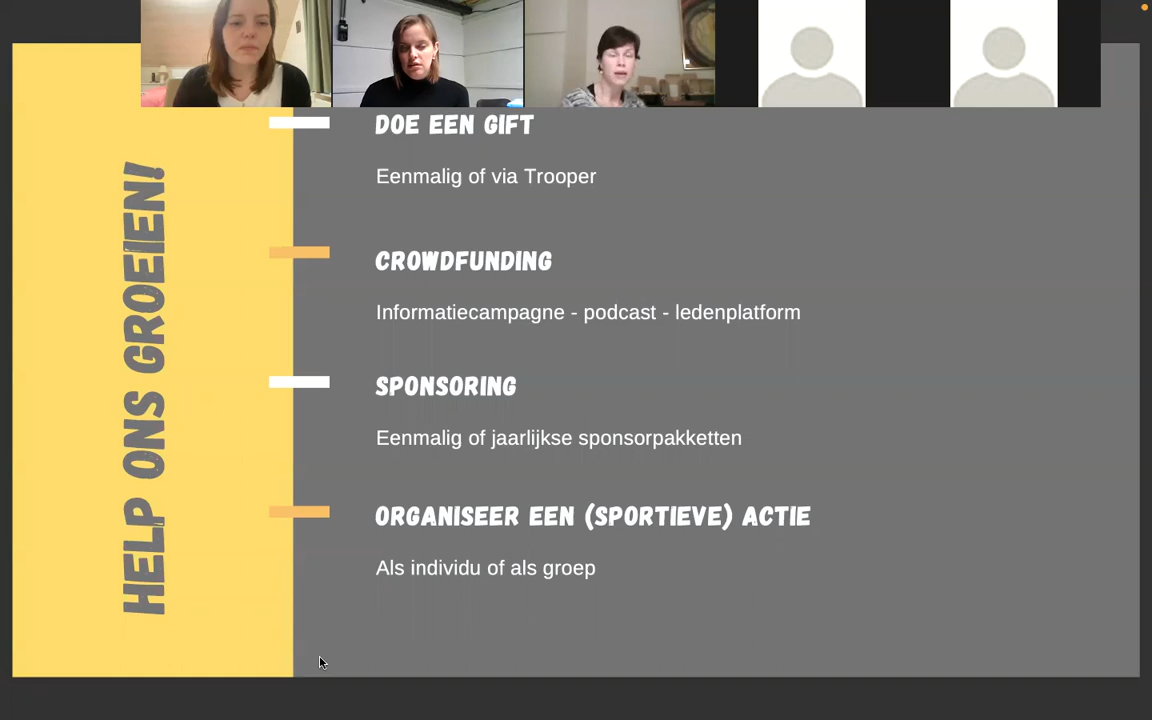 HELP ONS GROEIEN!
DOE EEN GIFT
Eenmalig of via Trooper
CROWDFUNDING
Informatiecampagne - podcast - ledenplatform
SPONSORING
Eenmalig of jaarlijkse sponsorpakketten
ORGANISEER EEN (SPORTIEVE) ACTIE
Als individu of als groep